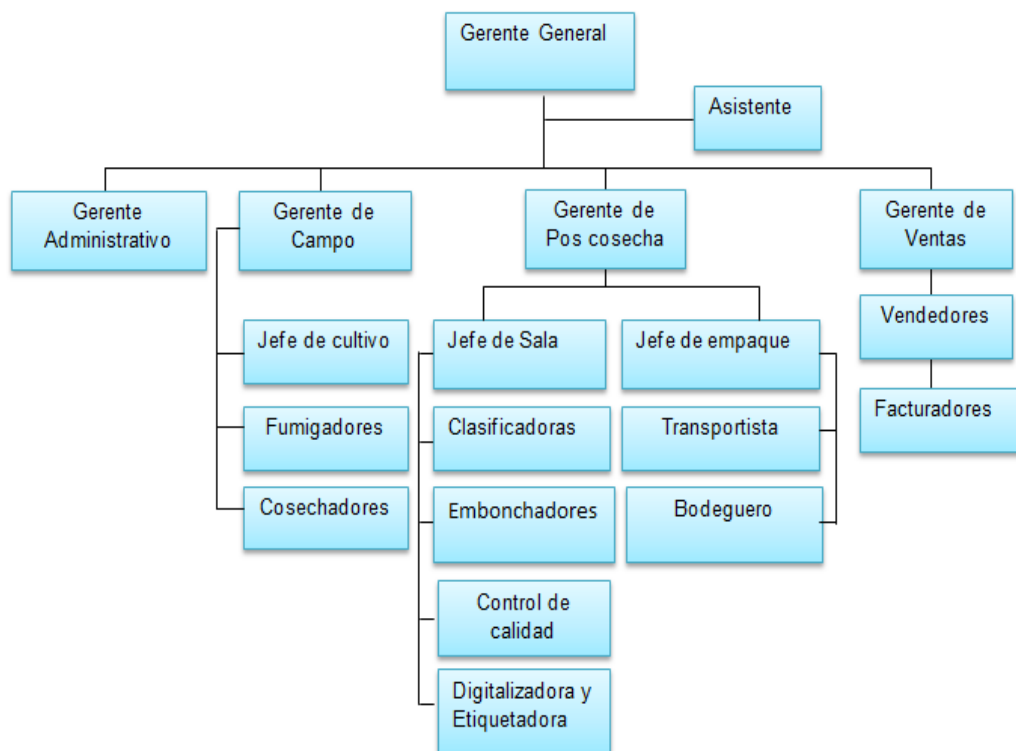 Gerente General
Asistente
Gerente
Administrativo
Gerente de
Campo
Gerente de
Pos cosecha
Gerente de
Ventas
Jefe de cultivo
Fumigadores
Cosechadores
Jefe de Sala
Clasificadoras
Embonchadores
Control de
calidad
Digitalizadora y
Etiquetadora
Jefe de empaque
Transportista
Bodeguero
Vendedores
Facturadores